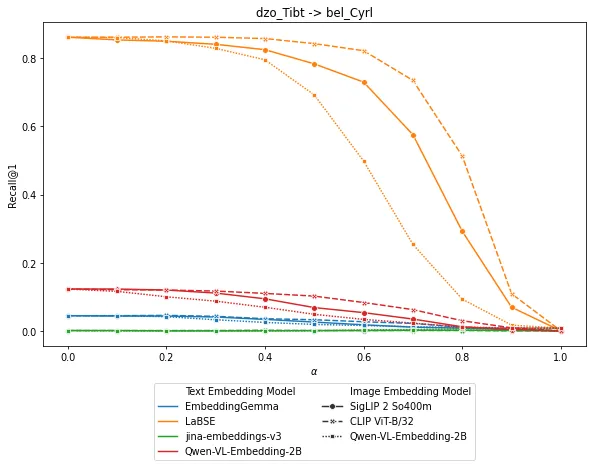 dzo_Tibt -> bel_Cyrl
Recall@1
0.8
0.6
0.4
0.2
0.0
0.0 0.2 0.4 0.6 0.8 1.0
α
Text Embedding Model Image Embedding Model
EmbeddingGemma SigLIP 2 So400m
LaBSE CLIP ViT-B/32
jina-embeddings-v3 Qwen-VL-Embedding-2B
Qwen-VL-Embedding-2B